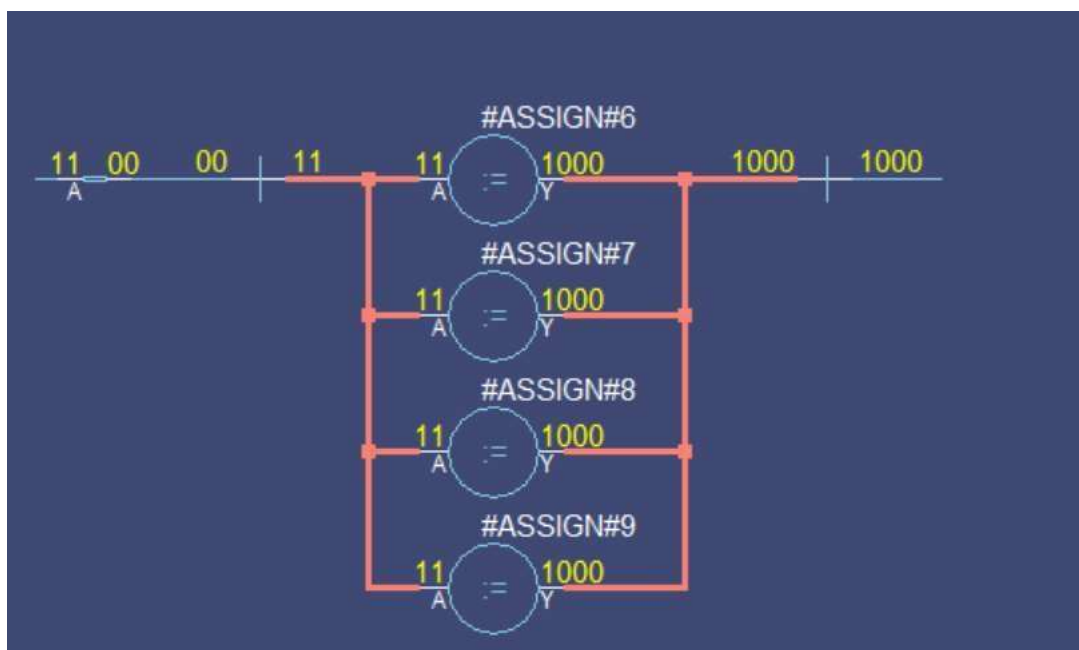 #ASSIGN#6
11 00 00 11 11 := 1000 1000 1000
A A Y
#ASSIGN#7
11 := 1000
A Y
#ASSIGN#8
11 := 1000
A Y
#ASSIGN#9
11 := 1000
A Y